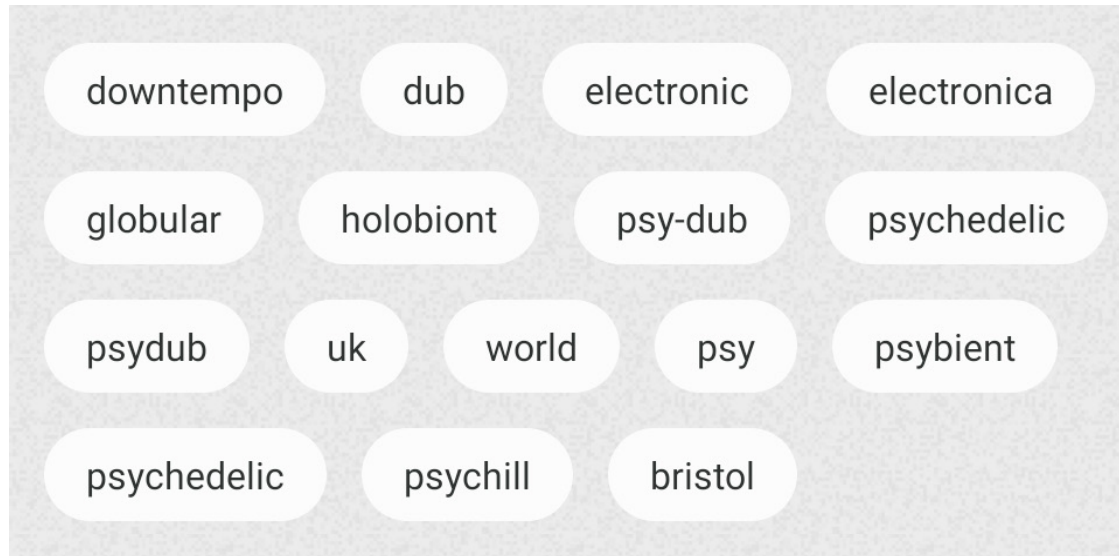 downtempo dub electronic electronica
globular holobiont psy-dub psychedelic
psydub uk world psy psybient
psychedelic psychill bristol